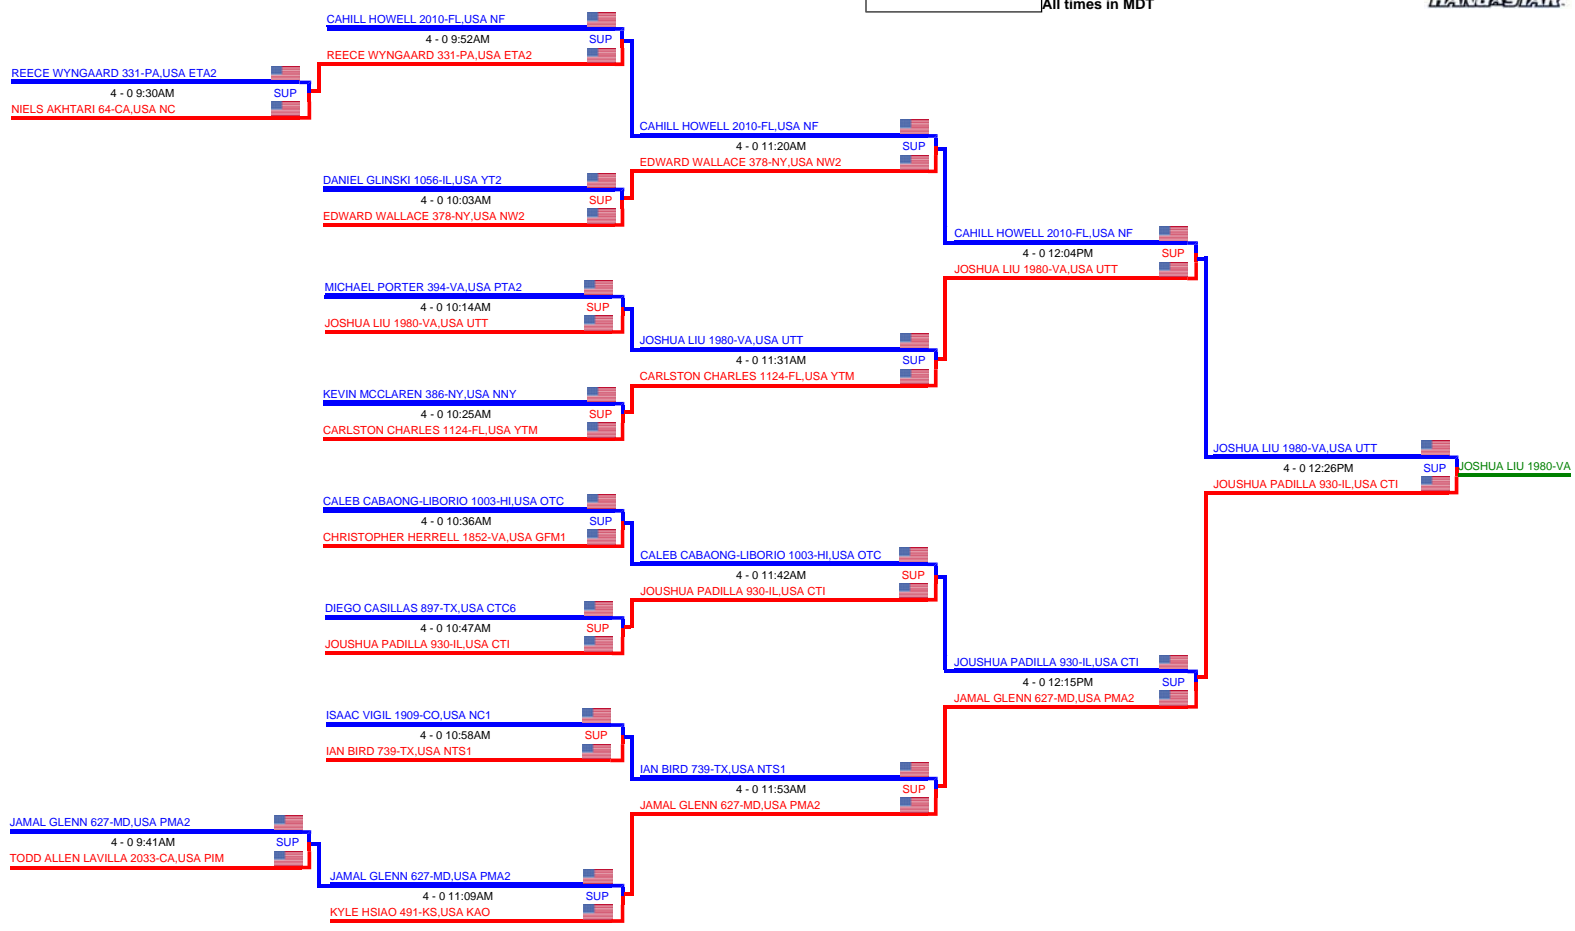 All times in MDT
CAHILL HOWELL 2010-FL,USA NF
4 - 0 9:52AM SUP
REECE WYNGAARD 331-PA,USA ETA2
REECE WYNGAARD 331-PA,USA ETA2
4 - 0 9:30AM SUP
NIELS AKHTARI 64-CA,USA NC
CAHILL HOWELL 2010-FL,USA NF
4 - 0 11:20AM SUP
EDWARD WALLACE 378-NY,USA NW2
DANIEL GLINSKI 1056-IL,USA YT2
4 - 0 10:03AM SUP
EDWARD WALLACE 378-NY,USA NW2
CAHILL HOWELL 2010-FL,USA NF
4 - 0 12:04PM SUP
JOSHUA LIU 1980-VA,USA UTT
MICHAEL PORTER 394-VA,USA PTA2
4 - 0 10:14AM SUP
JOSHUA LIU 1980-VA,USA UTT
JOSHUA LIU 1980-VA,USA UTT
4 - 0 11:31AM SUP
CARLSTON CHARLES 1124-FL,USA YTM
KEVIN MCCLAREN 386-NY,USA NNY
4 - 0 10:25AM SUP
CARLSTON CHARLES 1124-FL,USA YTM
JOSHUA LIU 1980-VA,USA UTT
4 - 0 12:26PM SUP
JOUSHUA PADILLA 930-IL,USA CTI
JOSHUA LIU 1980-VA
CALEB CABAONG-LIBORIO 1003-HI,USA OTC
4 - 0 10:36AM SUP
CHRISTOPHER HERRELL 1852-VA,USA GFM1
CALEB CABAONG-LIBORIO 1003-HI,USA OTC
4 - 0 11:42AM SUP
JOUSHUA PADILLA 930-IL,USA CTI
DIEGO CASILLAS 897-TX,USA CTC6
4 - 0 10:47AM SUP
JOUSHUA PADILLA 930-IL,USA CTI
JOUSHUA PADILLA 930-IL,USA CTI
4 - 0 12:15PM SUP
JAMAL GLENN 627-MD,USA PMA2
ISAAC VIGIL 1909-CO,USA NC1
4 - 0 10:58AM SUP
IAN BIRD 739-TX,USA NTS1
IAN BIRD 739-TX,USA NTS1
4 - 0 11:53AM SUP
JAMAL GLENN 627-MD,USA PMA2
JAMAL GLENN 627-MD,USA PMA2
4 - 0 9:41AM SUP
TODD ALLEN LAVILLA 2033-CA,USA PIM
JAMAL GLENN 627-MD,USA PMA2
4 - 0 11:09AM SUP
KYLE HSIAO 491-KS,USA KAO